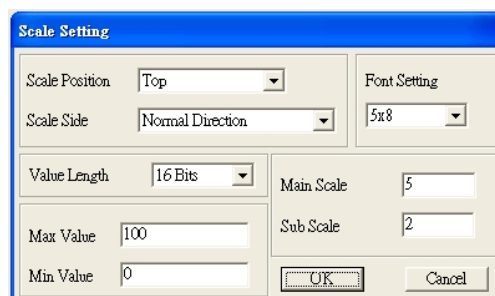 Scale Setting
Scale Position Top
Scale Side Normal Direction
Font Setting
5x8
Value Length 16 Bits
Max Value 100
Min Value 0
Main Scale 5
Sub Scale 2
OK Cancel